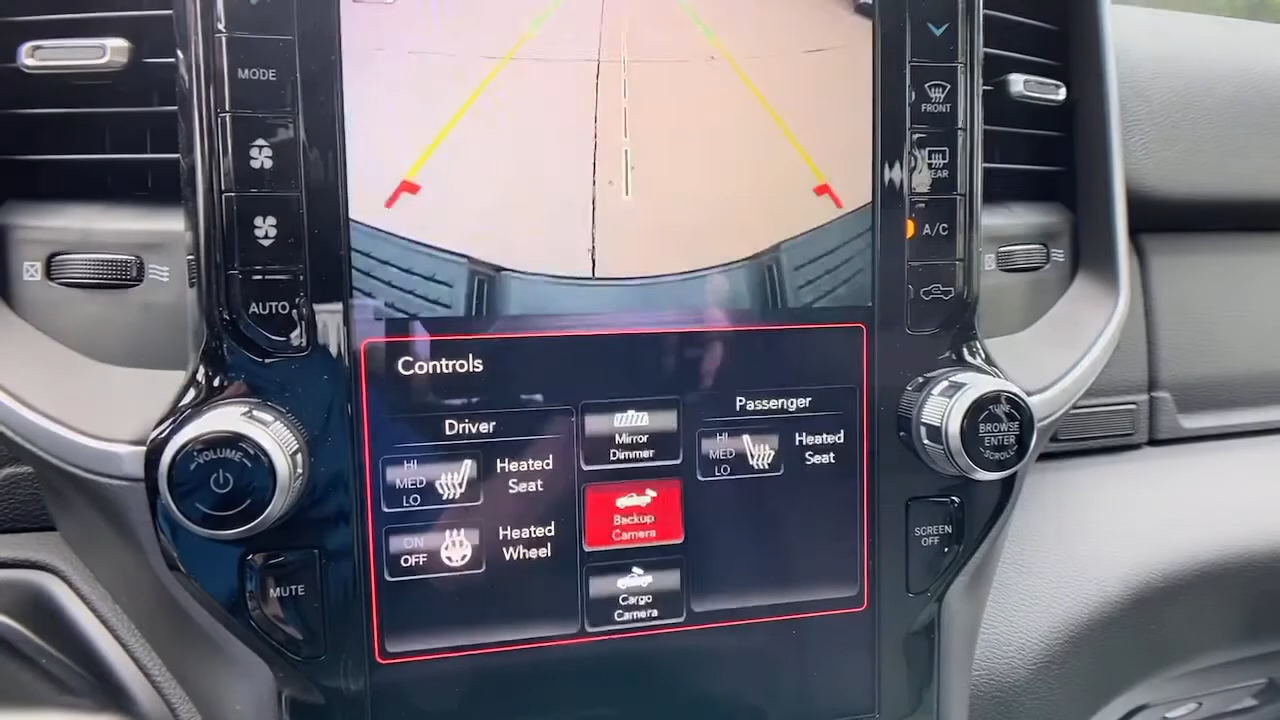 MODE
AUTO
VOLUME
MUTE
FRONT
REAR
A/C
TUNE
BROWSE
ENTER
SCROLL
SCREEN
OFF
Controls
Driver
HI
MED
LO
Heated
Seat
ON
OFF
Heated
Wheel
Mirror
Dimmer
Backup
Camera
Cargo
Camera
Passenger
HI
MED
LO
Heated
Seat